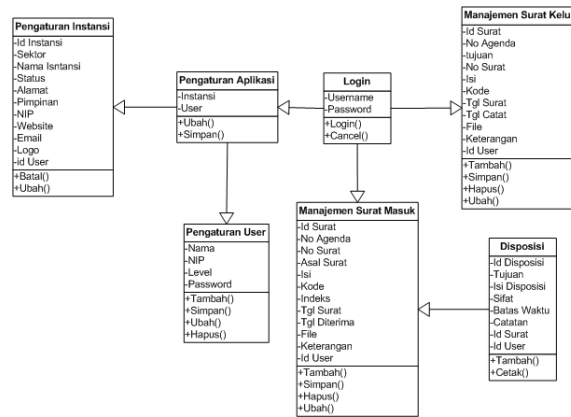 Pengaturan Instansi
-Id Instansi
-Sektor
-Nama Isntansi
-Status
-Alamat
-Pimpinan
-NIP
-Website
-Email
-Logo
-id User
+Batal()
+Ubah()
Pengaturan Aplikasi
-Instansi
-User
+Ubah()
+Simpan()
Login
-Username
-Password
+Login()
+Cancel()
Manajemen Surat Kelu
-Id Surat
-No Agenda
-tujuan
-No Surat
-Isi
-Kode
-Tgl Surat
-Tgl Catat
-File
-Keterangan
-Id User
+Tambah()
+Simpan()
+Hapus()
+Ubah()
Pengaturan User
-Nama
-NIP
-Level
-Password
+Tambah()
+Simpan()
+Ubah()
+Hapus()
Manajemen Surat Masuk
-Id Surat
-No Agenda
-No Surat
-Asal Surat
-Isi
-Kode
-Indeks
-Tgl Surat
-Tgl Diterima
-File
-Keterangan
-Id User
+Tambah()
+Simpan()
+Hapus()
+Ubah()
Disposisi
-Id Disposisi
-Tujuan
-Isi Disposisi
-Sifat
-Batas Waktu
-Catatan
-Id Surat
-Id User
+Tambah()
+Cetak()